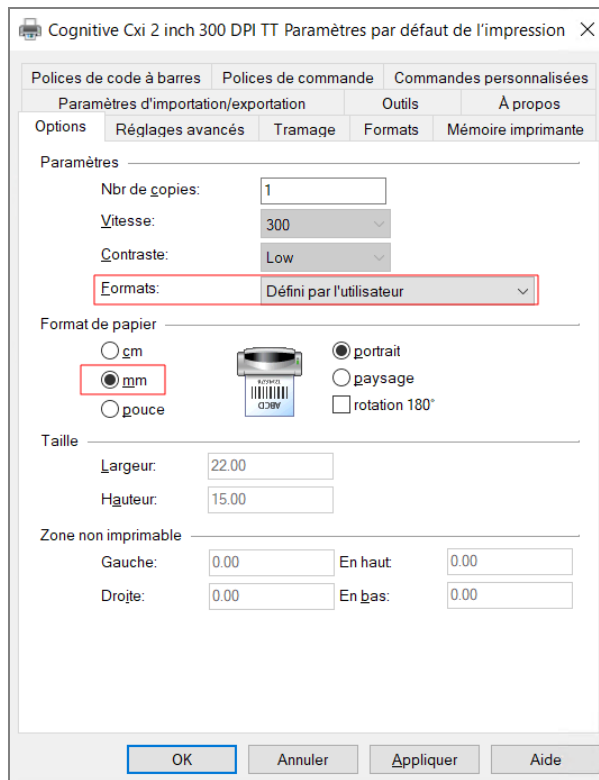 Cognitive Cxi 2 inch 300 DPI TT Paramètres par défaut de l'impression
Polices de code à barres Polices de commande Commandes personnalisées
Paramètres d'importation/exportation Outils À propos
Options Réglages avancés Tramage Formats Mémoire imprimante
Paramètres
Nbr de copies: 1
Vitesse: 300
Contraste: Low
Formats: Défini par l'utilisateur
Format de papier
cm portrait
mm paysage
pouce rotation 180°
ABCD
Taille
Largeur: 22.00
Hauteur: 15.00
Zone non imprimable
Gauche: 0.00 En haut: 0.00
Droite: 0.00 En bas: 0.00
OK Annuler Appliquer Aide